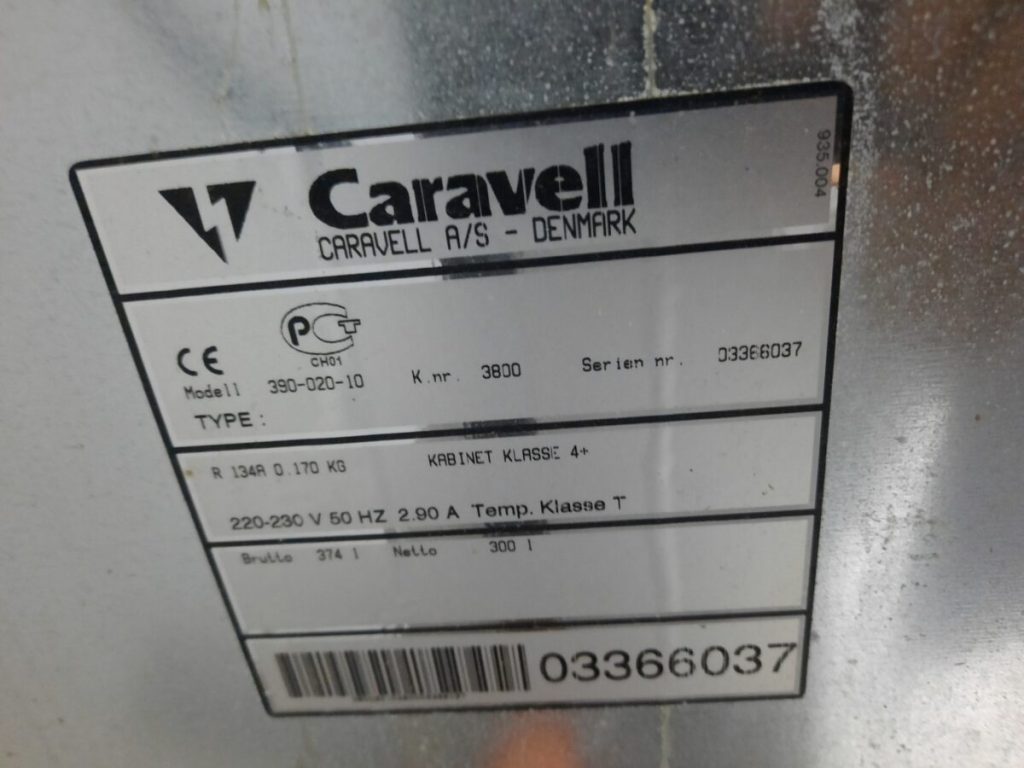 Caravell
CARAVELL A/S - DENMARK
935.004
CE
PCT
CH01
Modell 390-020-10 K.nr. 3800 Serien nr. 03366037
TYPE :
R 134A 0.170 KG KABINET KLASSE 4+
220-230 V 50 HZ 2.90 A Temp. Klasse T
Brutto 374 l Netto 300 l
03366037